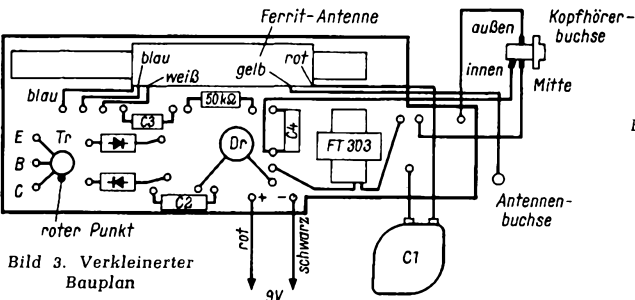 Ferrit-Antenne
außen
Kopfhörer-
buchse
blau
rot
weiß
gelb
innen
Mitte
blau
50kΩ
C3
C4
E
Tr
B
C
Dr
FT 303
C2
+
−
Antennen-
buchse
roter Punkt
rot
schwarz
C1
Bild 3. Verkleinerter
Bauplan
9V